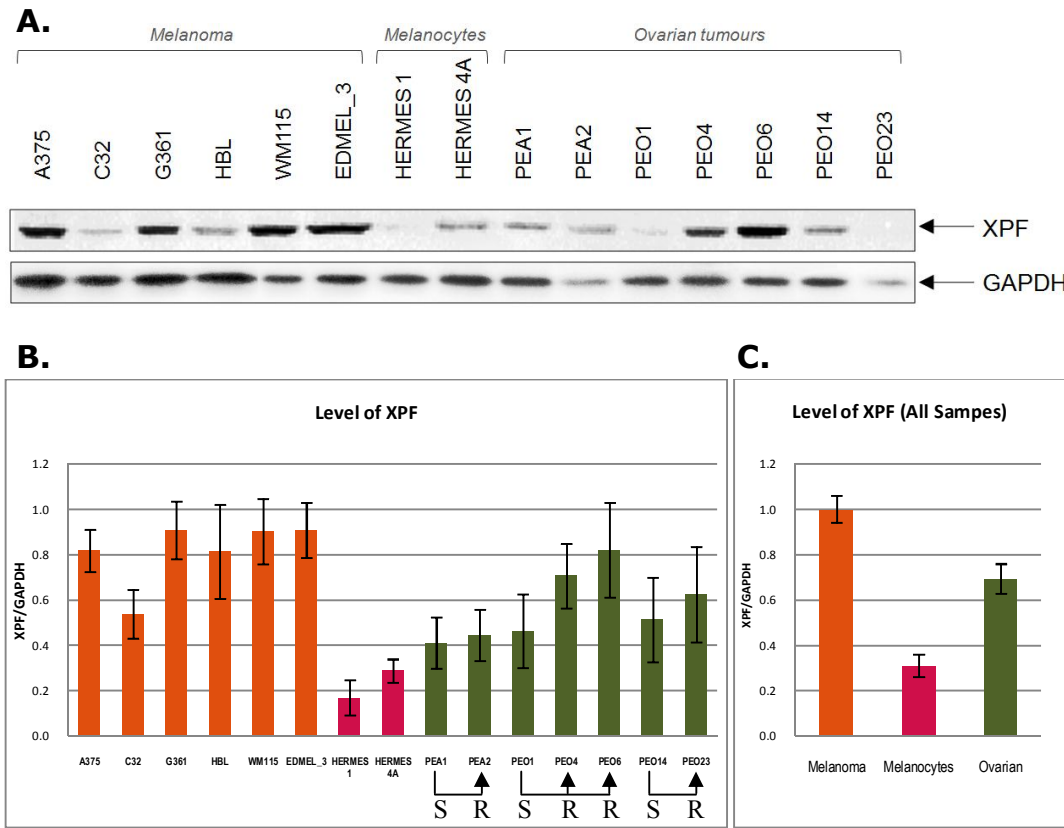 A.
Melanoma Melanocytes Ovarian tumours
A375 C32 G361 HBL WM115 EDMEL_3 HERMES 1 HERMES 4A PEA1 PEA2 PEO1 PEO4 PEO6 PEO14 PEO23
XPF
GAPDH
B.
Level of XPF
XPF/GAPDH
1.2
1.0
0.8
0.6
0.4
0.2
0.0
A375 C32 G361 HBL WM115 EDMEL_3 HERMES 1 HERMES 4A PEA1 PEA2 PEO1 PEO4 PEO6 PEO14 PEO23
S R S R R S R
C.
Level of XPF (All Sampes)
XPF/GAPDH
1.2
1.0
0.8
0.6
0.4
0.2
0.0
Melanoma Melanocytes Ovarian